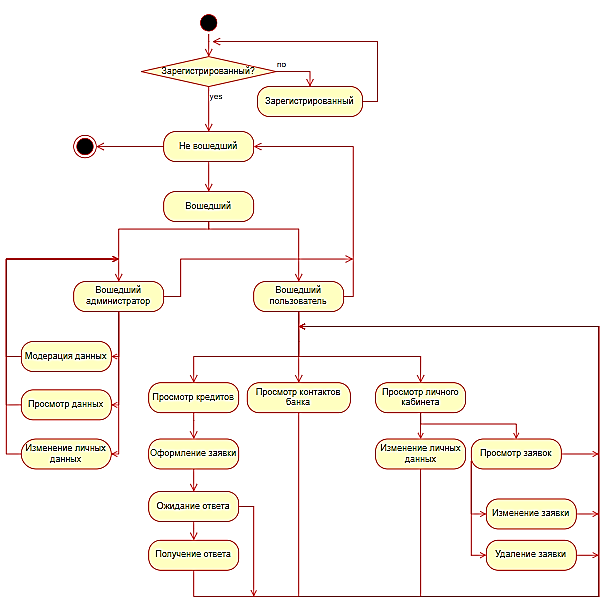 Зарегистрированный?
no
yes
Зарегистрированный
Не вошедший
Вошедший
Вошедший
администратор
Вошедший
пользователь
Модерация данных
Просмотр данных
Изменение личных
данных
Просмотр кредитов
Просмотр контактов
банка
Просмотр личного
кабинета
Оформление заявки
Изменение личных
данных
Просмотр заявок
Ожидание ответа
Изменение заявки
Получение ответа
Удаление заявки